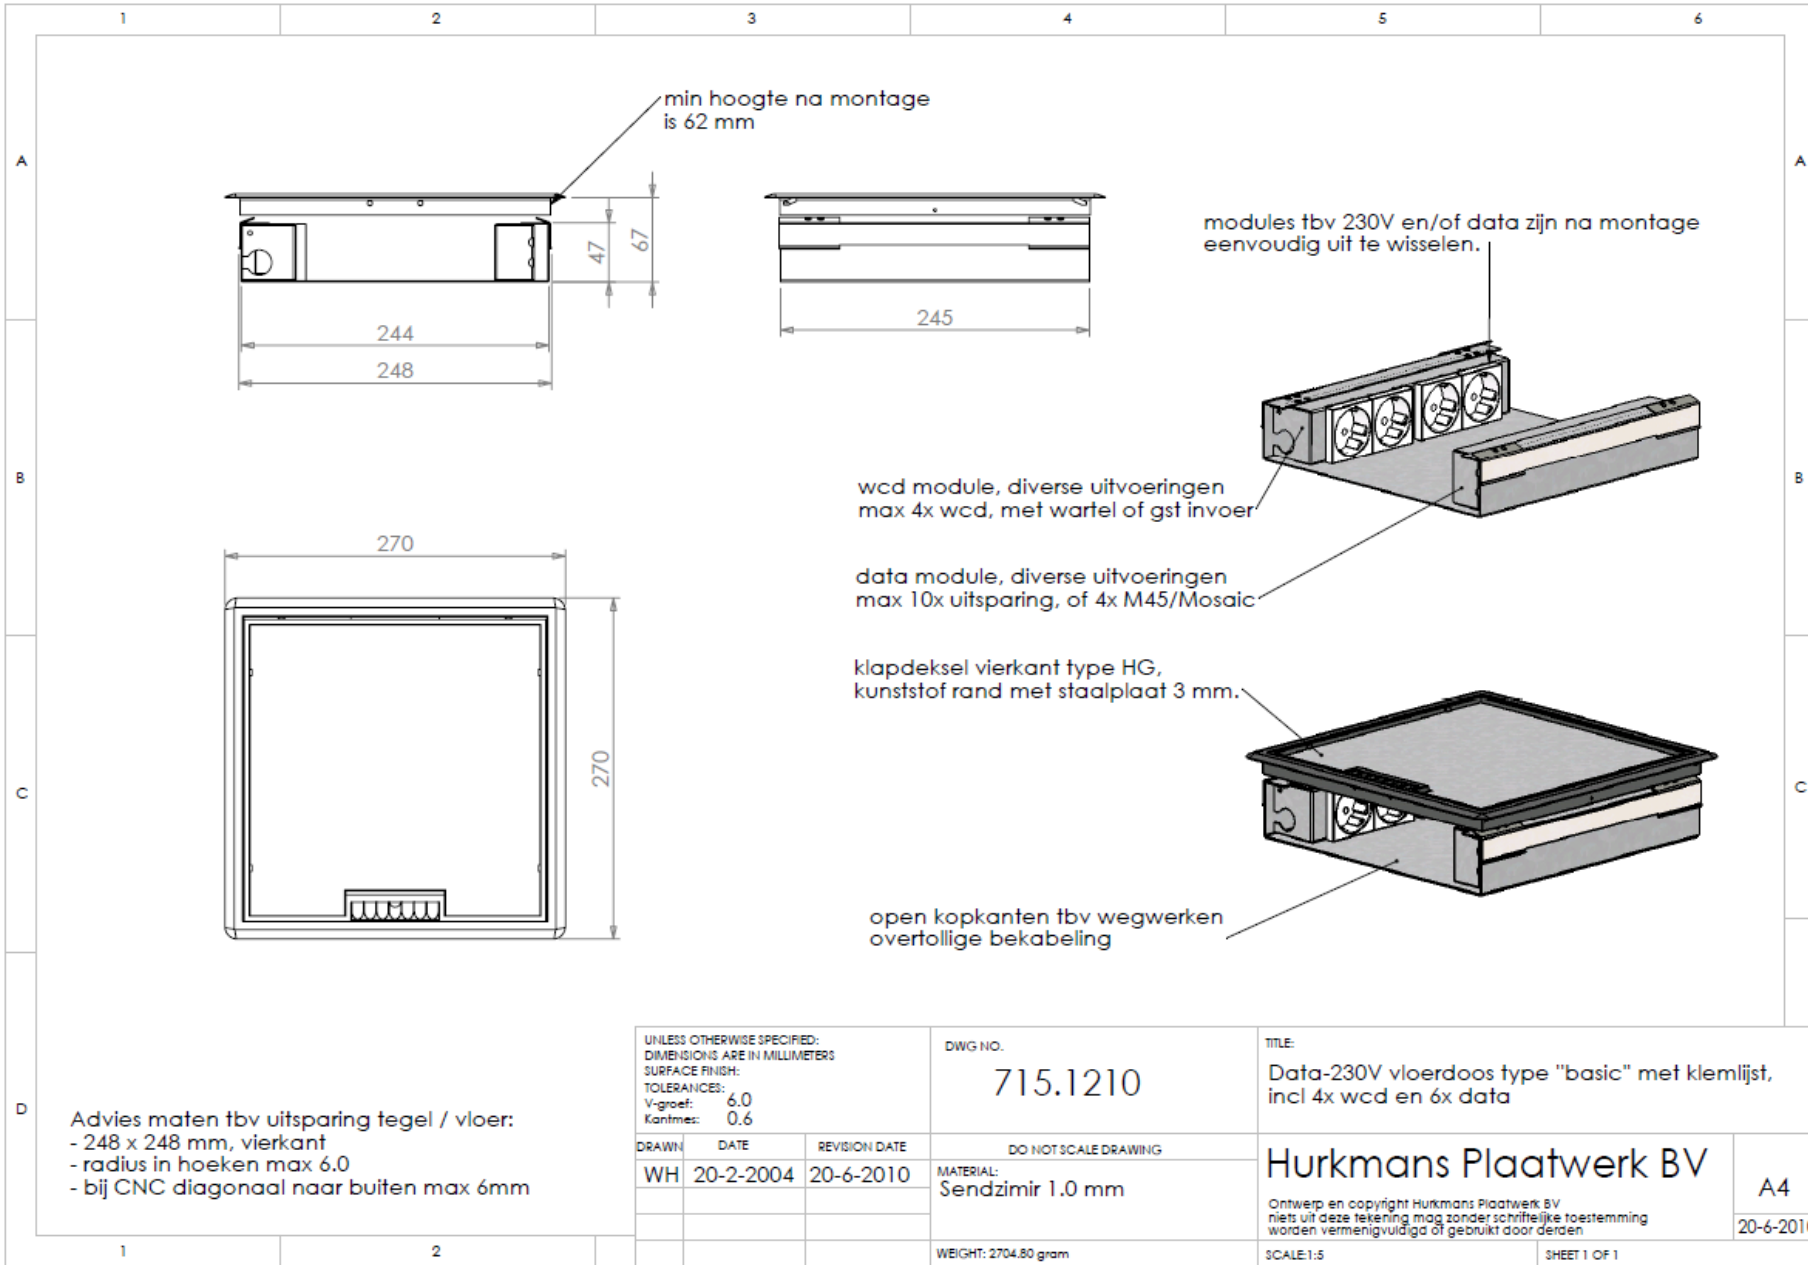 1 2 3 4 5 6
A
A
B
B
C
C
D
1 2
min hoogte na montage
is 62 mm
47
67
244
248
245
modules tbv 230V en/of data zijn na montage
eenvoudig uit te wisselen.
wcd module, diverse uitvoeringen
max 4x wcd, met wartel of gst invoer
data module, diverse uitvoeringen
max 10x uitsparing, of 4x M45/Mosaic
270
270
klapdeksel vierkant type HG,
kunststof rand met staalplaat 3 mm.
open kopkanten tbv wegwerken
overtollige bekabeling
Advies maten tbv uitsparing tegel / vloer:
- 248 x 248 mm, vierkant
- radius in hoeken max 6.0
- bij CNC diagonaal naar buiten max 6mm
UNLESS OTHERWISE SPECIFIED:
DIMENSIONS ARE IN MILLIMETERS
SURFACE FINISH:
TOLERANCES:
V-groef: 6.0
Kantmes: 0.6
DRAWN DATE REVISION DATE
WH 20-2-2004 20-6-2010
DWG NO.
715.1210
DO NOT SCALE DRAWING
MATERIAL:
Sendzimir 1.0 mm
WEIGHT: 2704.80 gram
TITLE:
Data-230V vloerdoos type "basic" met klemlijst,
incl 4x wcd en 6x data
Hurkmans Plaatwerk BV
Ontwerp en copyright Hurkmans Plaatwerk BV
niets uit deze tekening mag zonder schriftelijke toestemming
worden vermenigvuldigd of gebruikt door derden
A4
20-6-2010
SCALE:1:5
SHEET 1 OF 1